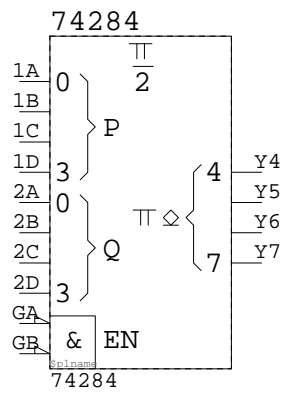 74284
π
2
1A
0
1B
1C
P
1D
3
2A
0
2B
2C
Q
2D
3
π ⎐
4
Y4
Y5
Y6
7
Y7
GA
& EN
GB
$plname
74284